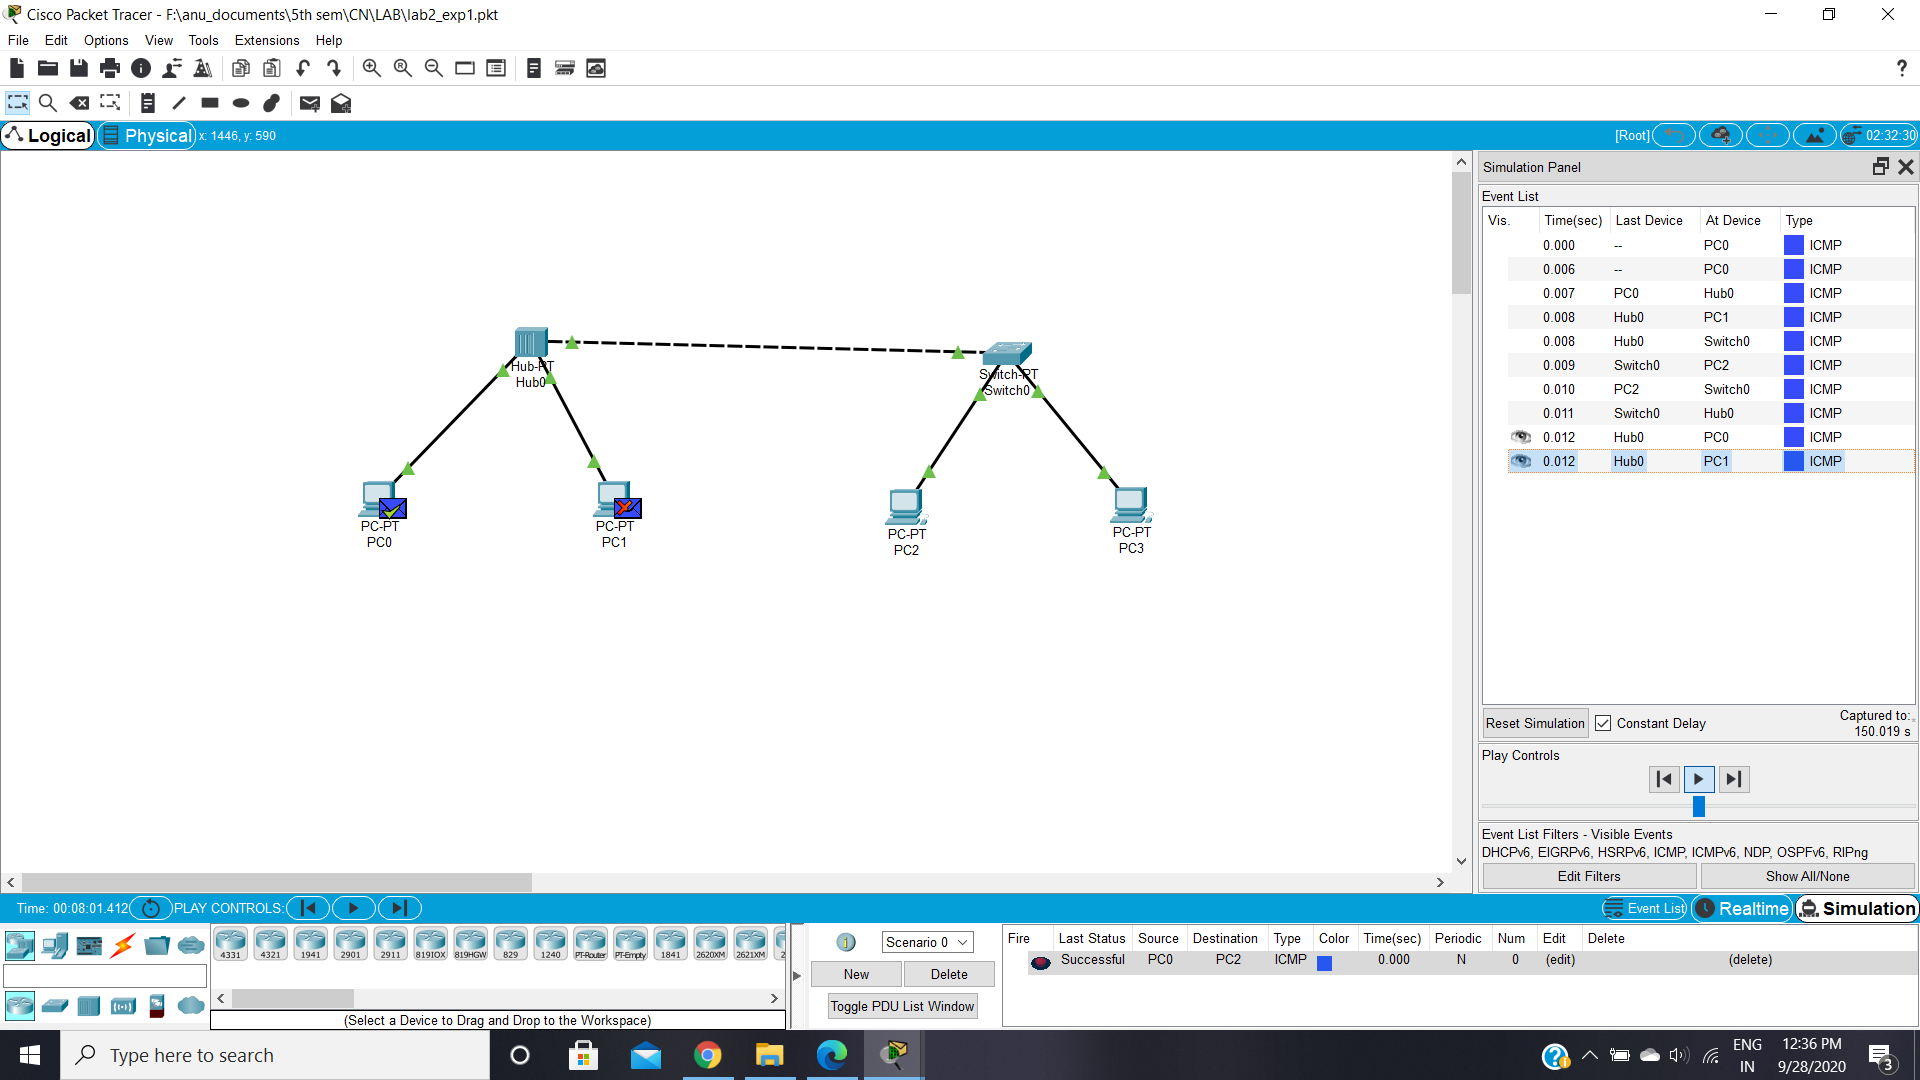 Cisco Packet Tracer - F:\anu_documents\5th sem\CN\LAB\lab2_exp1.pkt
File Edit Options View Tools Extensions Help
?
Logical Physical x: 1446, y: 590 [Root] 02:32:30
Simulation Panel
Event List
Vis. Time(sec) Last Device At Device Type
0.000 -- PC0 ICMP
0.006 -- PC0 ICMP
0.007 PC0 Hub0 ICMP
0.008 Hub0 PC1 ICMP
0.008 Hub0 Switch0 ICMP
0.009 Switch0 PC2 ICMP
0.010 PC2 Switch0 ICMP
0.011 Switch0 Hub0 ICMP
0.012 Hub0 PC0 ICMP
0.012 Hub0 PC1 ICMP
Hub-PT
Hub0
Switch-PT
Switch0
PC-PT
PC0
PC-PT
PC1
PC-PT
PC2
PC-PT
PC3
Reset Simulation Constant Delay Captured to:
150.019 s
Play Controls
Event List Filters - Visible Events
DHCPv6, EIGRPv6, HSRPv6, ICMP, ICMPv6, NDP, OSPFv6, RIPng
Edit Filters Show All/None
Time: 00:08:01.412 PLAY CONTROLS: Event List Realtime Simulation
4331 4321 1941 2901 2911 819IOX 819HGW 829 1240 PT-Router PT-Empty 1841 2620XM 2621XM 2
(Select a Device to Drag and Drop to the Workspace)
Scenario 0
New Delete
Toggle PDU List Window
Fire Last Status Source Destination Type Color Time(sec) Periodic Num Edit Delete
Successful PC0 PC2 ICMP 0.000 N 0 (edit) (delete)
Type here to search
ENG
IN
12:36 PM
9/28/2020
3